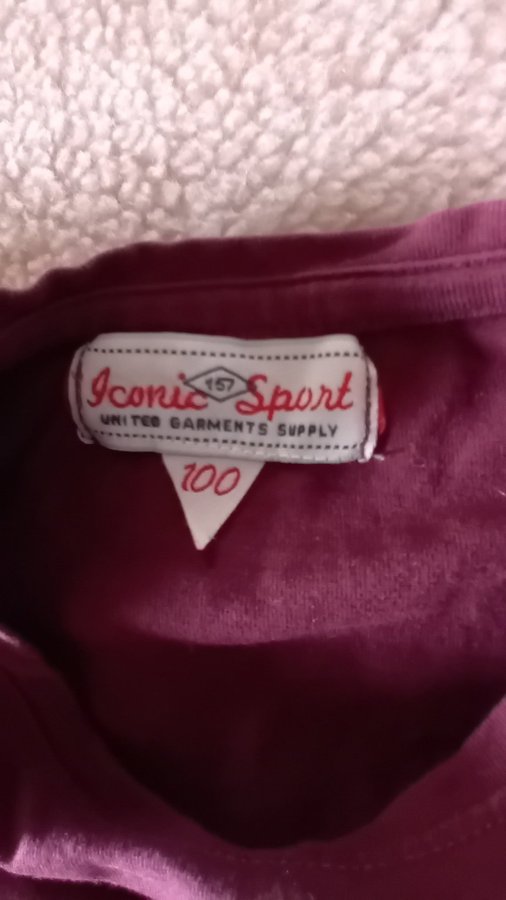 Iconic 157 Sport
UNITED GARMENTS SUPPLY
100